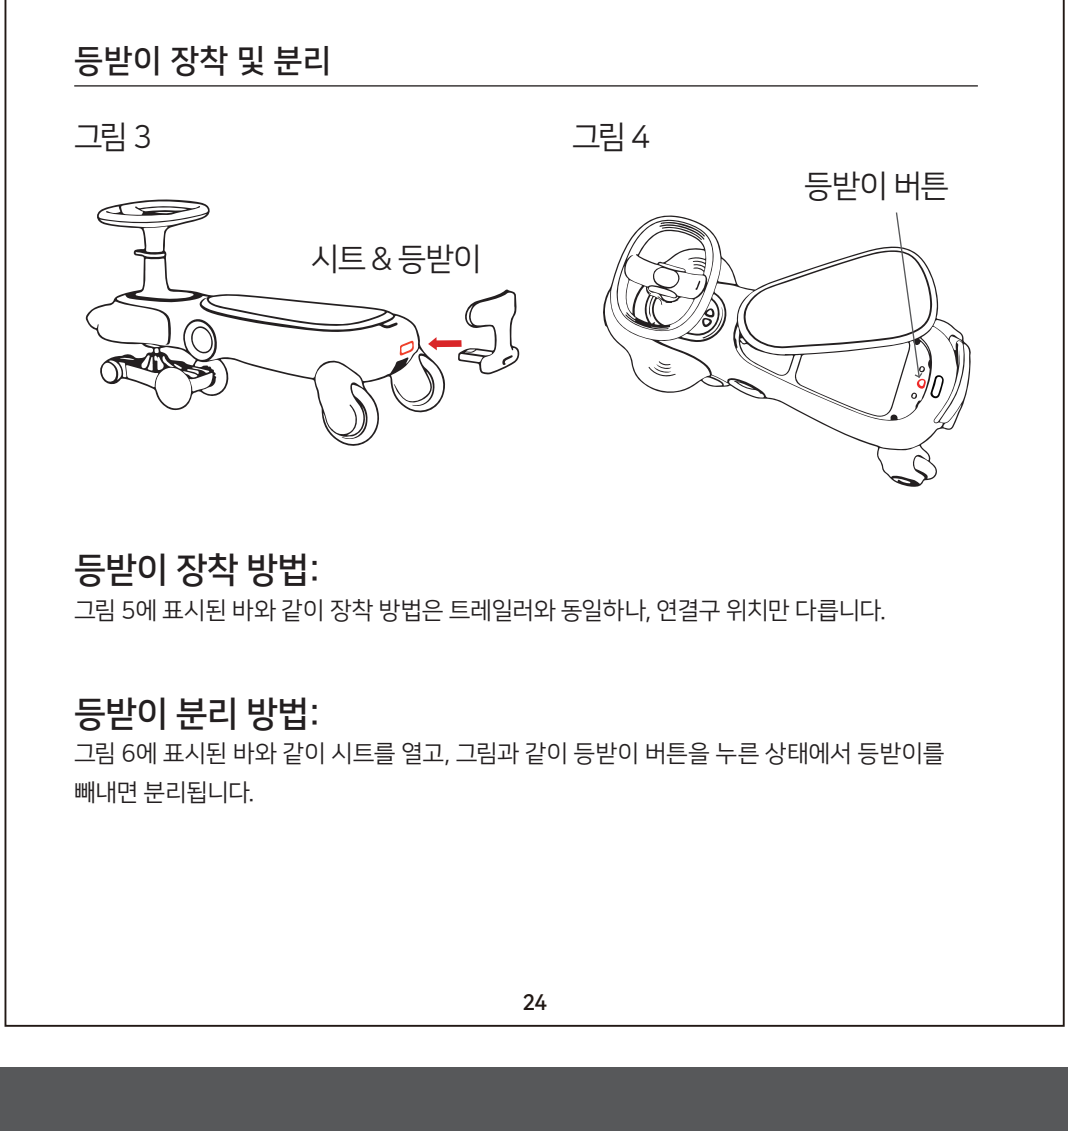 등받이 장착 및 분리
그림 3
그림 4
등받이 버튼
시트 & 등받이
등받이 장착 방법:
그림 5에 표시된 바와 같이 장착 방법은 트레일러와 동일하나, 연결구 위치만 다릅니다.
등받이 분리 방법:
그림 6에 표시된 바와 같이 시트를 열고, 그림과 같이 등받이 버튼을 누른 상태에서 등받이를
빼내면 분리됩니다.
24